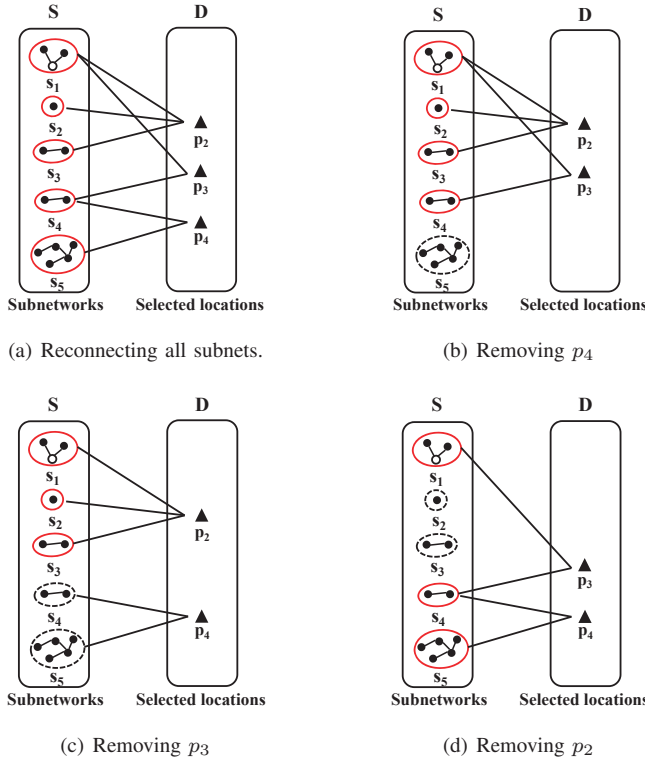 S D
s1
s2
s3
s4
s5
p2
p3
p4
Subnetworks Selected locations
(a) Reconnecting all subnets.
S D
s1
s2
s3
s4
s5
p2
p3
Subnetworks Selected locations
(b) Removing p4
S D
s1
s2
s3
s4
s5
p2
p4
Subnetworks Selected locations
(c) Removing p3
S D
s1
s2
s3
s4
s5
p3
p4
Subnetworks Selected locations
(d) Removing p2